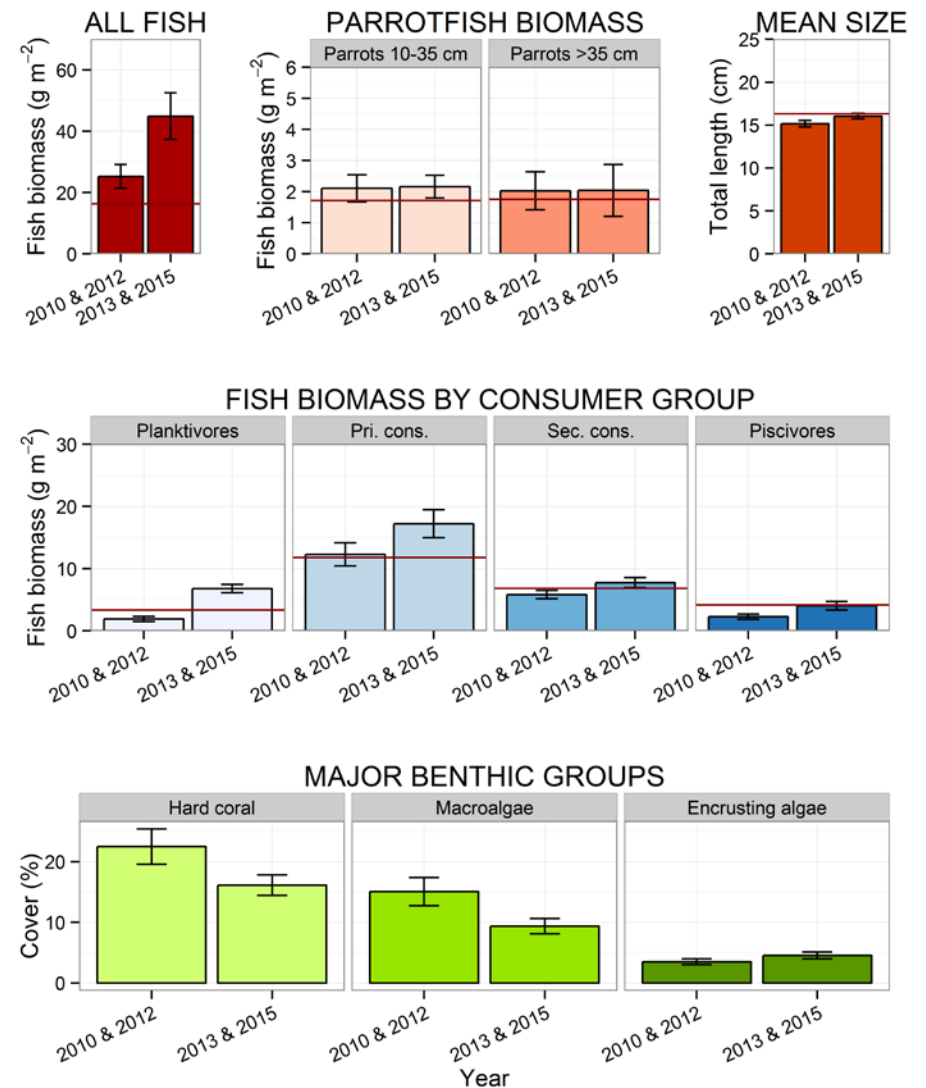 ALL FISH
Fish biomass (g m⁻²)
60
40
20
0
2010 & 2012
2013 & 2015
PARROTFISH BIOMASS
Parrots 10-35 cm
Parrots >35 cm
Fish biomass (g m⁻²)
6
5
4
3
2
1
0
2010 & 2012
2013 & 2015
2010 & 2012
2013 & 2015
MEAN SIZE
Total length (cm)
25
20
15
10
5
0
2010 & 2012
2013 & 2015
FISH BIOMASS BY CONSUMER GROUP
Planktivores
Pri. cons.
Sec. cons.
Piscivores
Fish biomass (g m⁻²)
30
20
10
0
2010 & 2012
2013 & 2015
2010 & 2012
2013 & 2015
2010 & 2012
2013 & 2015
2010 & 2012
2013 & 2015
MAJOR BENTHIC GROUPS
Hard coral
Macroalgae
Encrusting algae
Cover (%)
20
10
0
2010 & 2012
2013 & 2015
2010 & 2012
2013 & 2015
2010 & 2012
2013 & 2015
Year